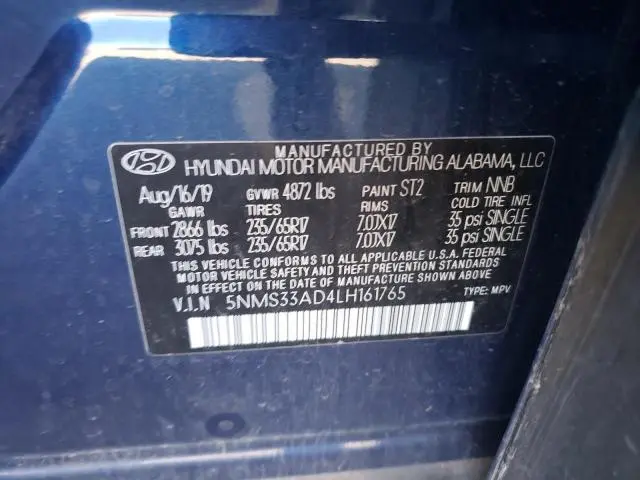 MANUFACTURED BY
HYUNDAI MOTOR MANUFACTURING ALABAMA, LLC
Aug/16/19 GVWR 4872 lbs PAINT ST2 TRIM NNB
GAWR TIRES RIMS COLD TIRE INFL
FRONT 2866 lbs 235/65R17 7.0JX17 35 psi SINGLE
REAR 3075 lbs 235/65R17 7.0JX17 35 psi SINGLE
THIS VEHICLE CONFORMS TO ALL APPLICABLE U.S.A. FEDERAL
MOTOR VEHICLE SAFETY AND THEFT PREVENTION STANDARDS
IN EFFECT ON THE DATE OF MANUFACTURE SHOWN ABOVE
V.I.N 5NMS33AD4LH161765 TYPE: MPV